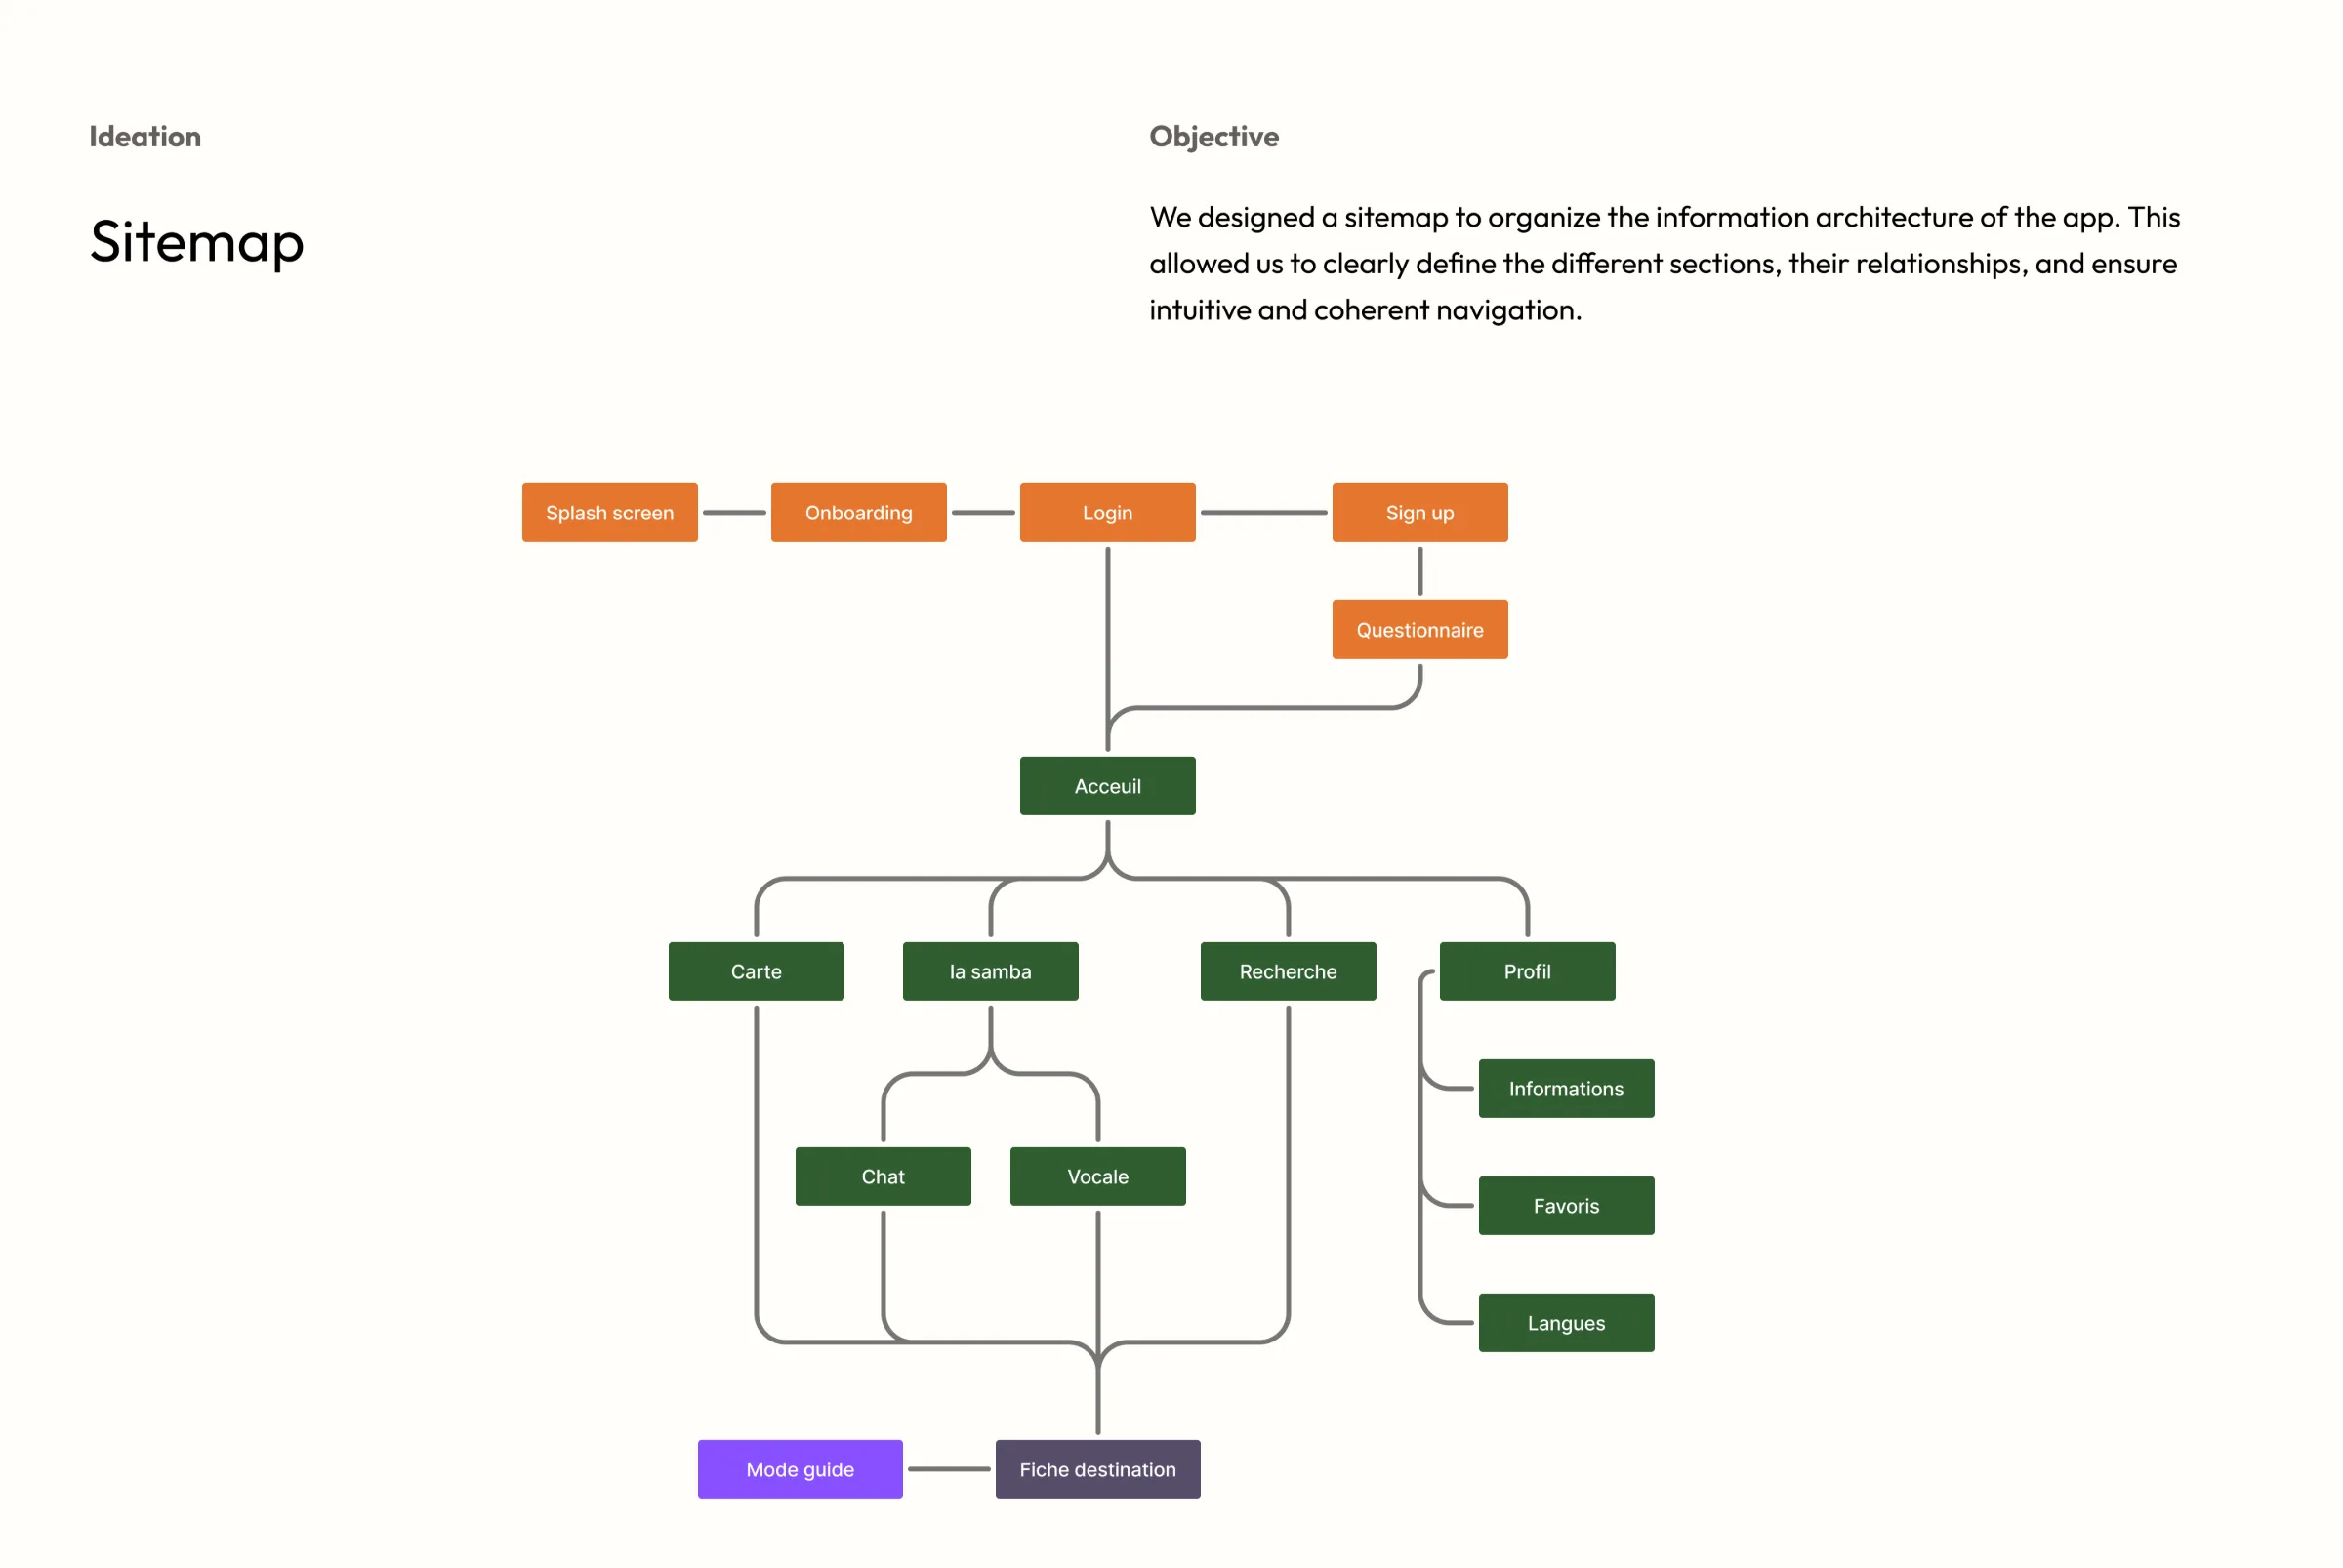 Ideation
Sitemap
Objective
We designed a sitemap to organize the information architecture of the app. This
allowed us to clearly define the different sections, their relationships, and ensure
intuitive and coherent navigation.
Splash screen
Onboarding
Login
Sign up
Questionnaire
Acceuil
Carte
Ia samba
Recherche
Profil
Informations
Chat
Vocale
Favoris
Langues
Mode guide
Fiche destination